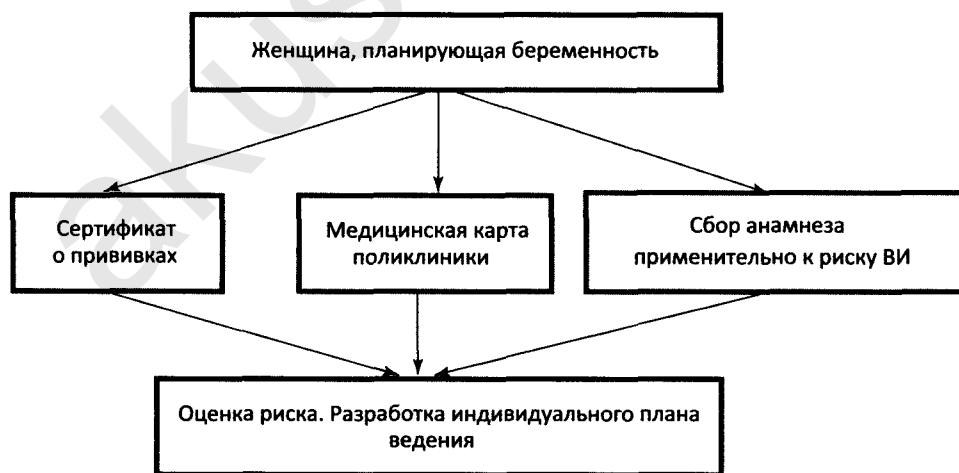 Женщина, планирующая беременность
Сертификат
о прививках
Медицинская карта
поликлиники
Сбор анамнеза
применительно к риску ВИ
Оценка риска. Разработка индивидуального плана
ведения